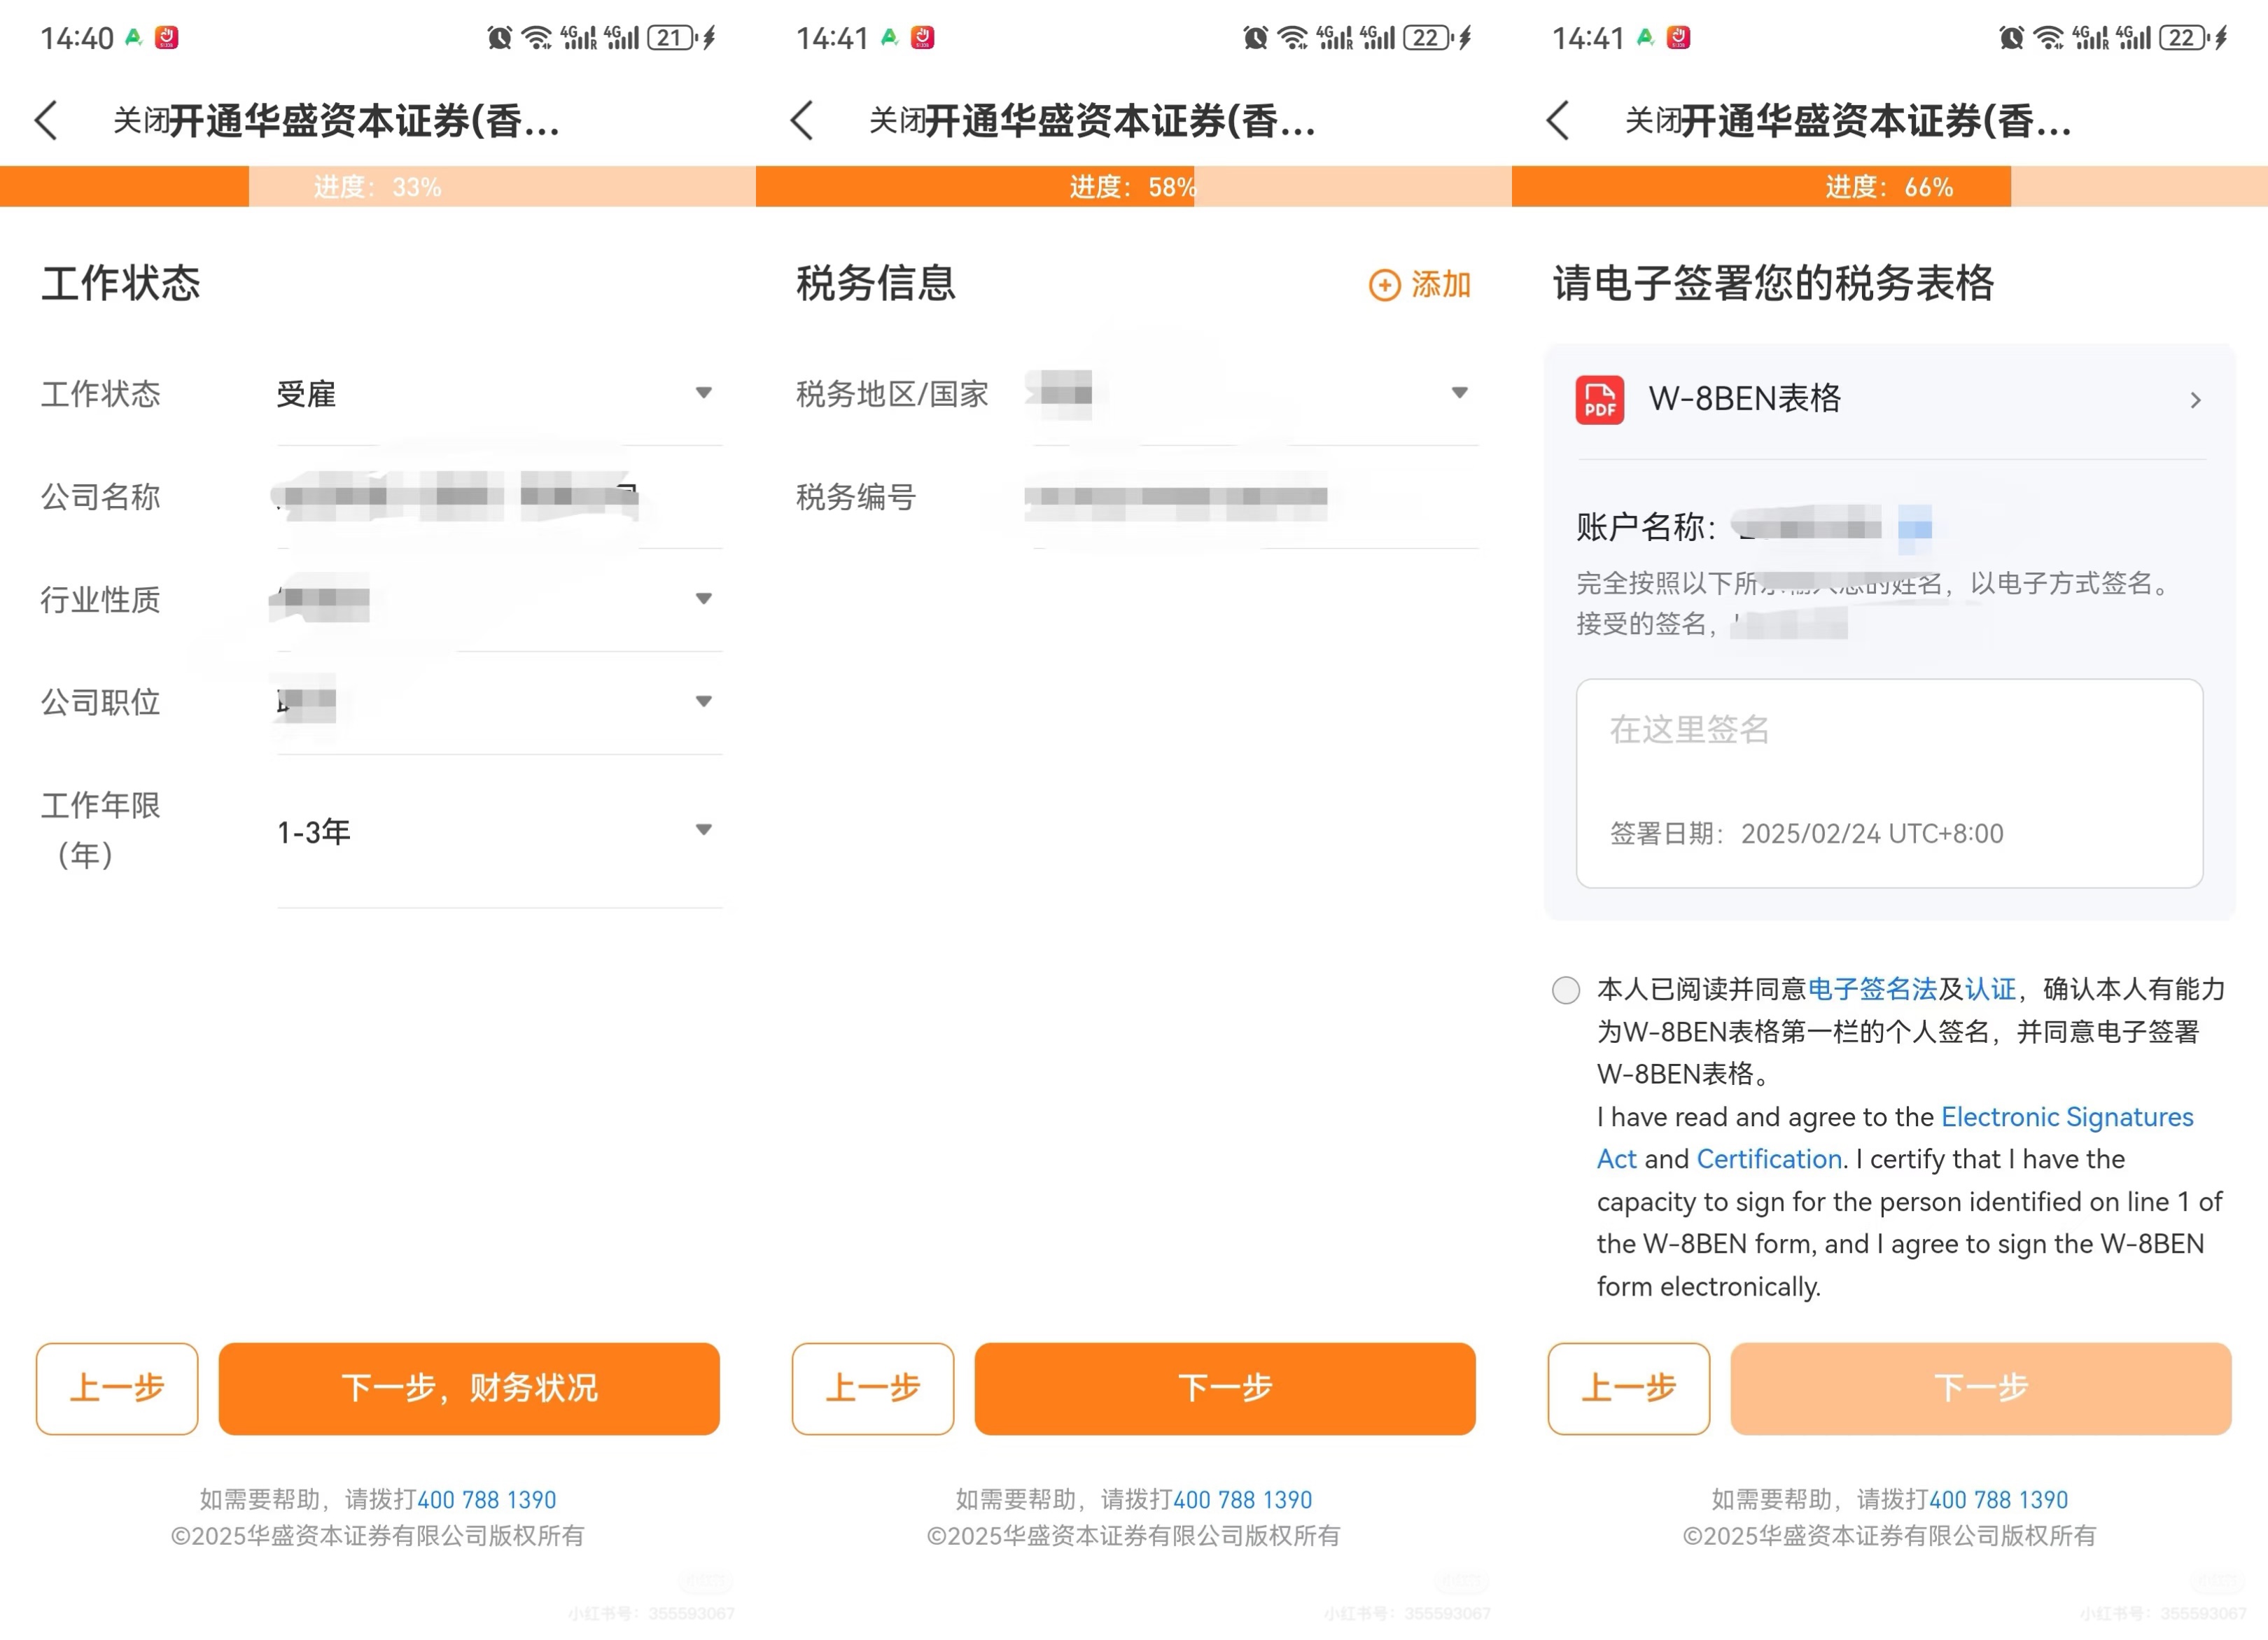 14:40
4G 4G 21
关闭开通华盛资本证券(香...
进度：33%
工作状态
工作状态 受雇
公司名称
行业性质
公司职位
工作年限
（年） 1-3年
上一步 下一步，财务状况
如需要帮助，请拨打400 788 1390
©2025华盛资本证券有限公司版权所有
小红书号：355593067
14:41
4G 4G 22
关闭开通华盛资本证券(香...
进度：58%
税务信息 添加
税务地区/国家
税务编号
上一步 下一步
如需要帮助，请拨打400 788 1390
©2025华盛资本证券有限公司版权所有
小红书号：355593067
14:41
4G 4G 22
关闭开通华盛资本证券(香...
进度：66%
请电子签署您的税务表格
PDF W-8BEN表格
账户名称：
完全按照以下所示输入您的姓名，以电子方式签名。
接受的签名，
在这里签名
签署日期：2025/02/24 UTC+8:00
本人已阅读并同意电子签名法及认证，确认本人有能力
为W-8BEN表格第一栏的个人签名，并同意电子签署
W-8BEN表格。
I have read and agree to the Electronic Signatures
Act and Certification. I certify that I have the
capacity to sign for the person identified on line 1 of
the W-8BEN form, and I agree to sign the W-8BEN
form electronically.
上一步 下一步
如需要帮助，请拨打400 788 1390
©2025华盛资本证券有限公司版权所有
小红书号：355593067